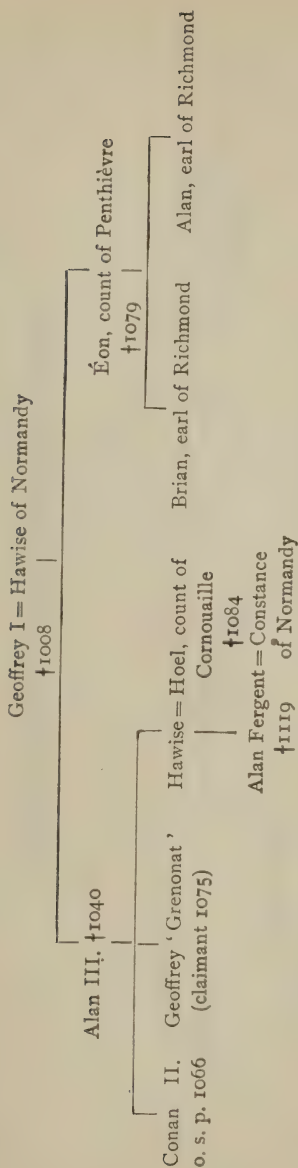 Geoffrey I = Hawise of Normandy
†1008
Alan III. †1040
Éon, count of Penthièvre
†1079
Conan II.
o. s. p. 1066
Geoffrey ‘ Grenonat ’
(claimant 1075)
Hawise = Hoel, count of
Cornouaille
†1084
Brian, earl of Richmond
Alan, earl of Richmond
Alan Fergent = Constance
†1119 of Normandy